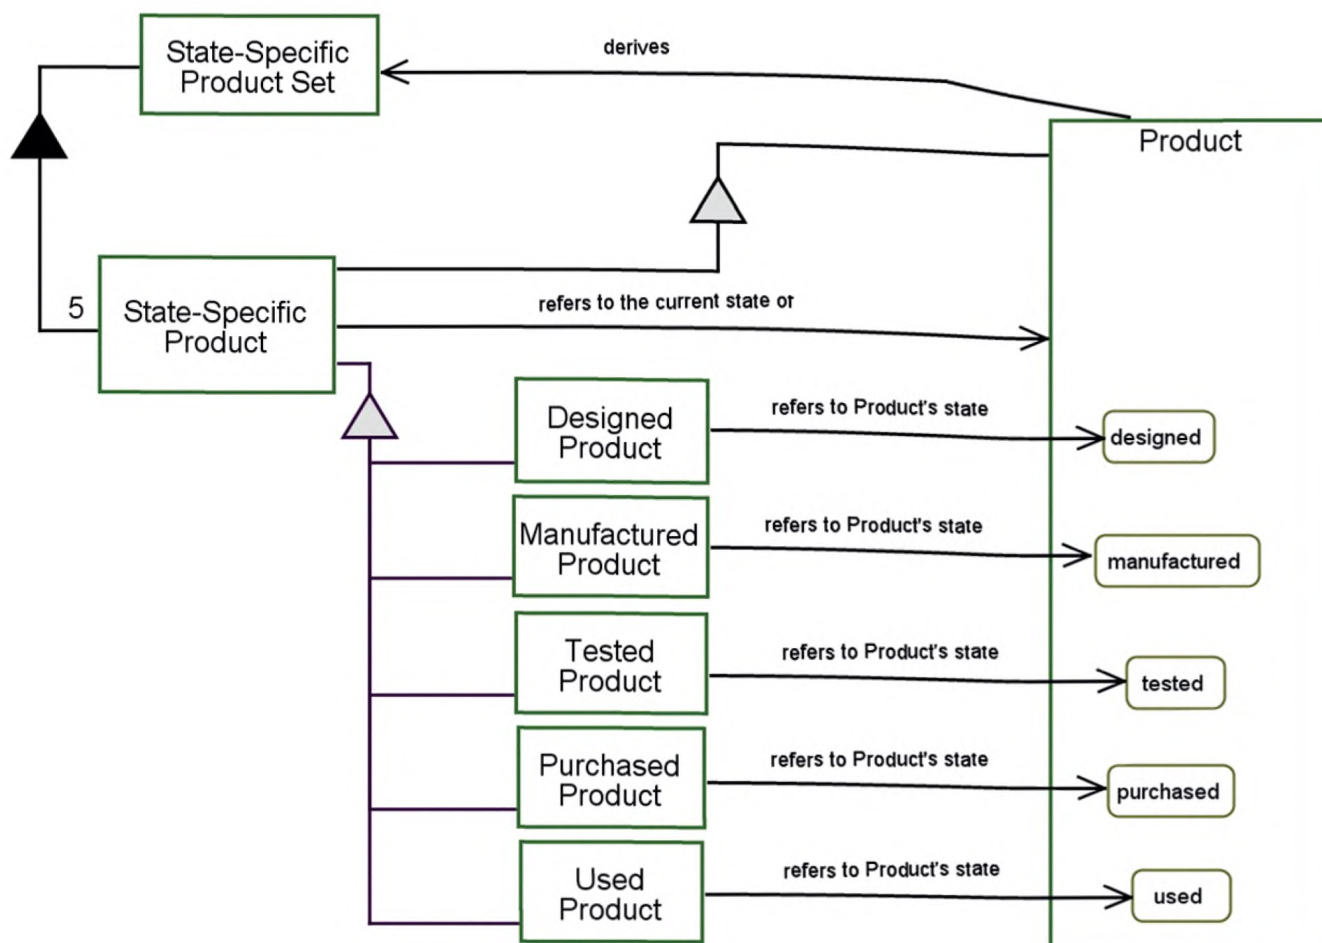 derives
State-Specific
Product Set
Product
5
State-Specific
Product
refers to the current state or
Designed
Product
refers to Product's state
designed
Manufactured
Product
refers to Product's state
manufactured
Tested
Product
refers to Product's state
tested
Purchased
Product
refers to Product's state
purchased
Used
Product
refers to Product's state
used